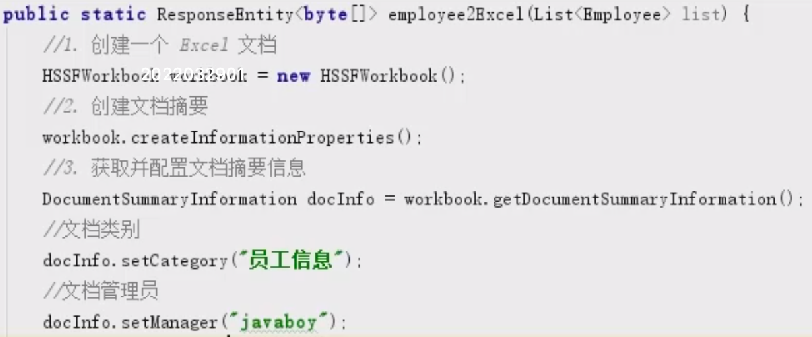 public static ResponseEntity<byte[]> employee2Excel(List<Employee> list) {
//1. 创建一个 Excel 文档
HSSFWorkbook workbook = new HSSFWorkbook();
//2. 创建文档摘要
workbook.createInformationProperties();
//3. 获取并配置文档摘要信息
DocumentSummaryInformation docInfo = workbook.getDocumentSummaryInformation();
//文档类别
docInfo.setCategory("员工信息");
//文档管理员
docInfo.setManager("javaboy");